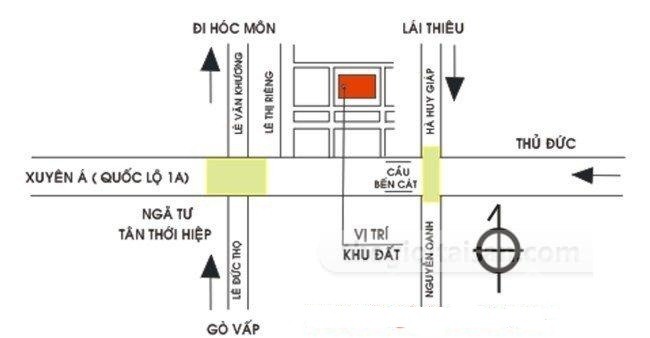 ĐI HÓC MÔN
LÁI THIÊU
LÊ VĂN KHƯƠNG
LÊ THỊ RIÊNG
HÀ HUY GIÁP
THỦ ĐỨC
XUYÊN Á ( QUỐC LỘ 1A)
CẦU
BẾN CÁT
NGÃ TƯ
TÂN THỚI HIỆP
VỊ TRÍ
KHU ĐẤT
LÊ ĐỨC THỌ
NGUYỄN OANH
GÒ VẤP